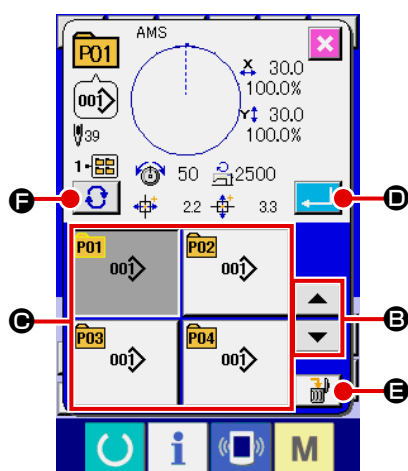 P01
AMS
X 30.0
100.0%
001
Y 30.0
100.0%
39
1-
50
2500
F
D
2.2
3.3
P01
001
P02
001
C
B
P03
001
P04
001
E
i
M